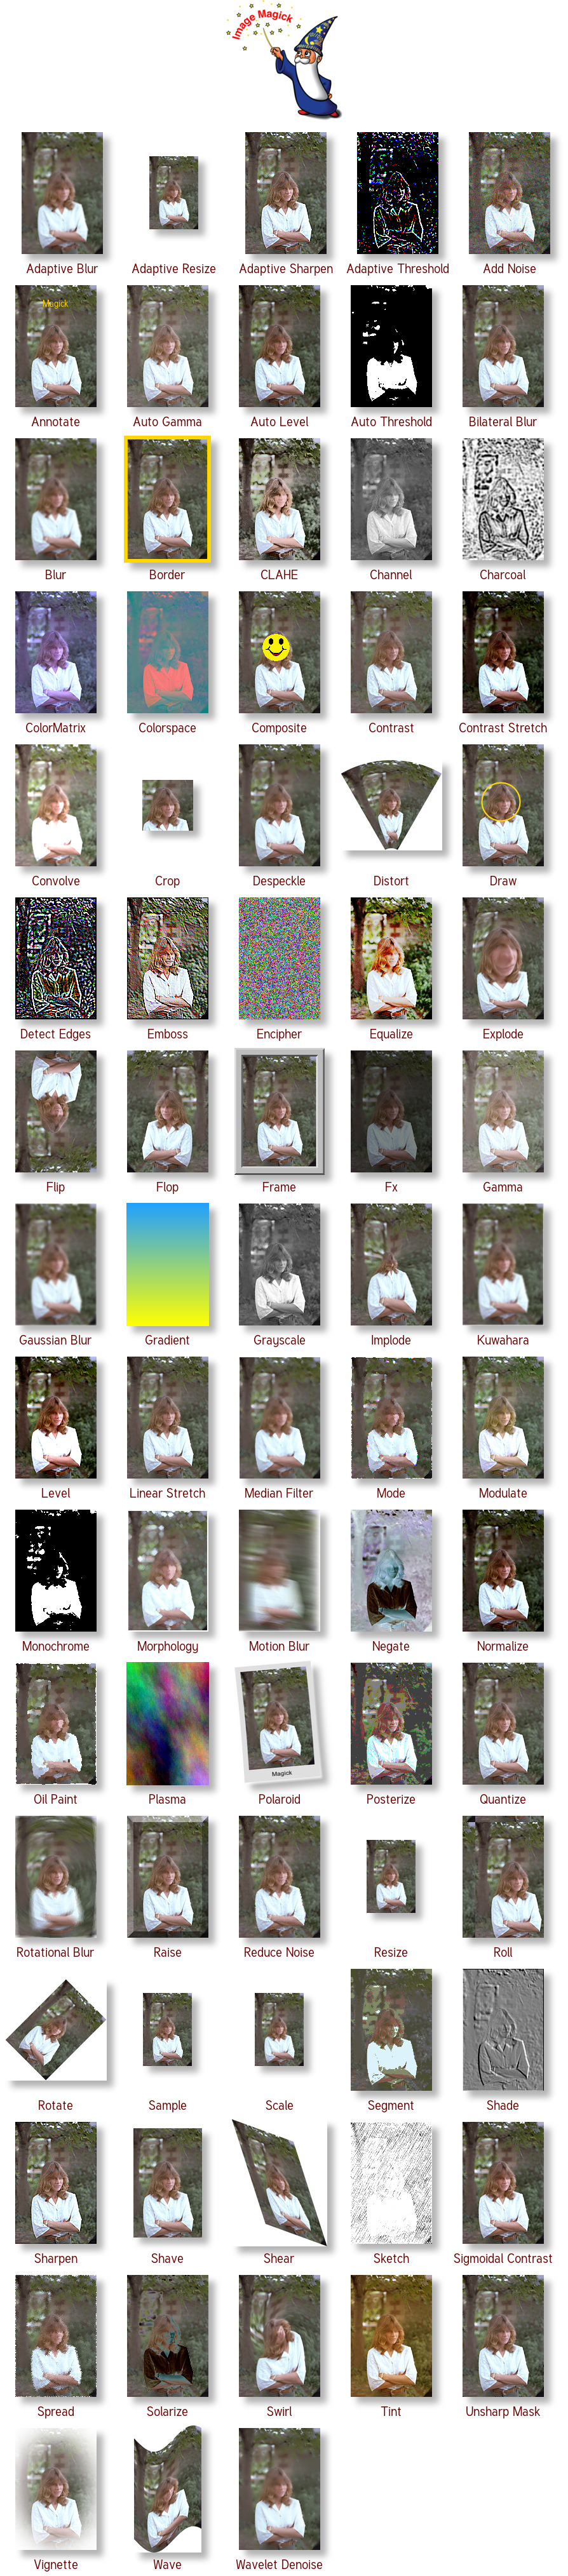 Image Magick
Adaptive Blur Adaptive Resize Adaptive Sharpen Adaptive Threshold Add Noise
Magick
Annotate Auto Gamma Auto Level Auto Threshold Bilateral Blur
Blur Border CLAHE Channel Charcoal
ColorMatrix Colorspace Composite Contrast Contrast Stretch
Convolve Crop Despeckle Distort Draw
Detect Edges Emboss Encipher Equalize Explode
Flip Flop Frame Fx Gamma
Gaussian Blur Gradient Grayscale Implode Kuwahara
Level Linear Stretch Median Filter Mode Modulate
Monochrome Morphology Motion Blur Negate Normalize
Magick
Oil Paint Plasma Polaroid Posterize Quantize
Rotational Blur Raise Reduce Noise Resize Roll
Rotate Sample Scale Segment Shade
Sharpen Shave Shear Sketch Sigmoidal Contrast
Spread Solarize Swirl Tint Unsharp Mask
Vignette Wave Wavelet Denoise